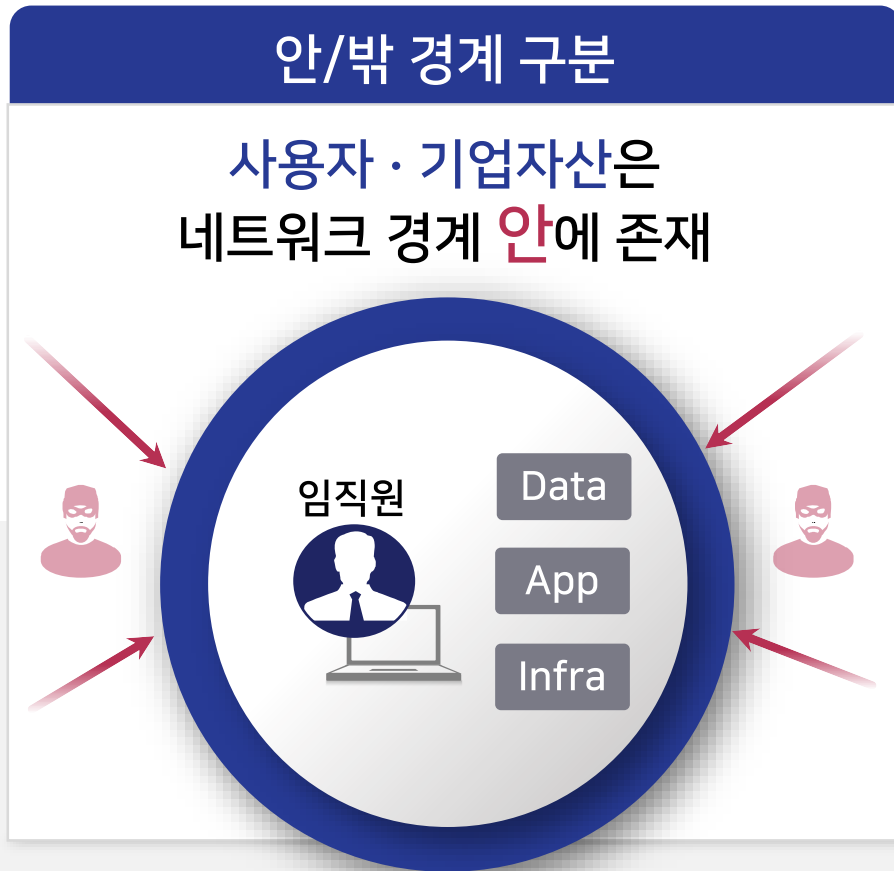 안/밖 경계 구분
사용자 · 기업자산은
네트워크 경계 안에 존재
임직원
Data
App
Infra